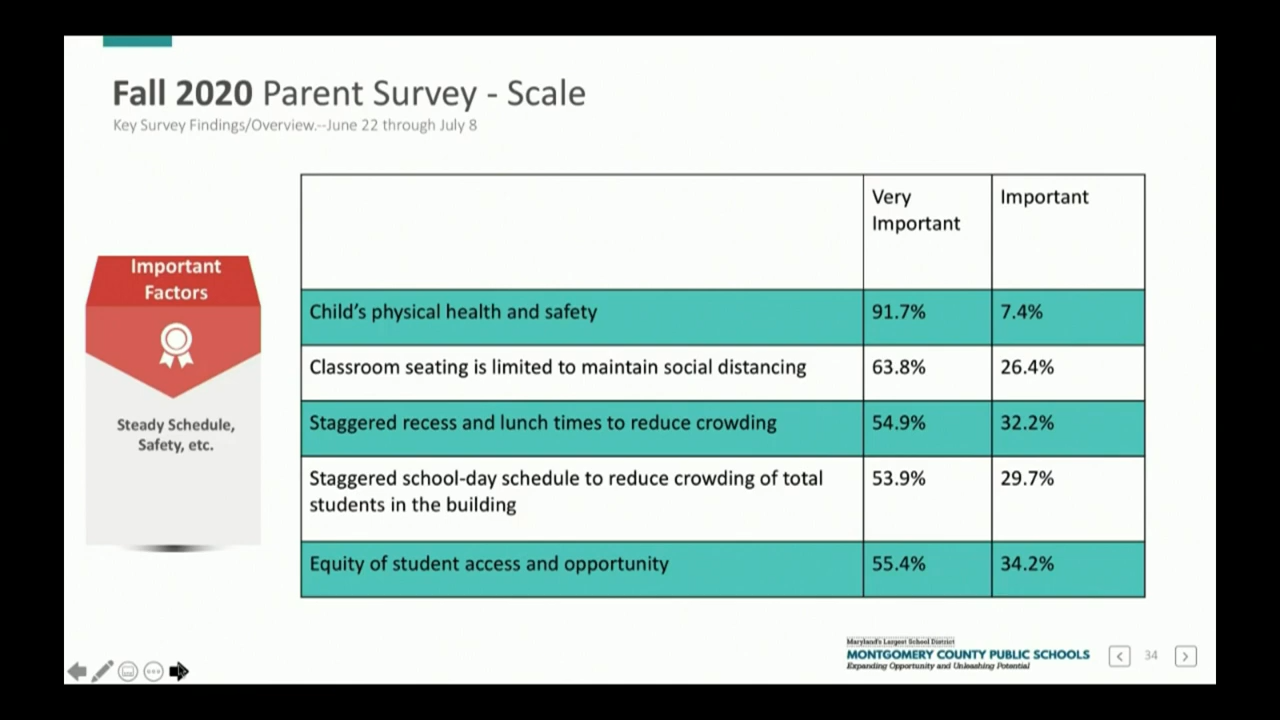 Fall 2020 Parent Survey - Scale
Key Survey Findings/Overview.--June 22 through July 8
Important
Factors
Steady Schedule,
Safety, etc.
Very
Important
Important
Child's physical health and safety 91.7% 7.4%
Classroom seating is limited to maintain social distancing 63.8% 26.4%
Staggered recess and lunch times to reduce crowding 54.9% 32.2%
Staggered school-day schedule to reduce crowding of total 53.9% 29.7%
students in the building
Equity of student access and opportunity 55.4% 34.2%
Maryland's Largest School District
MONTGOMERY COUNTY PUBLIC SCHOOLS
Expanding Opportunity and Unleashing Potential
34